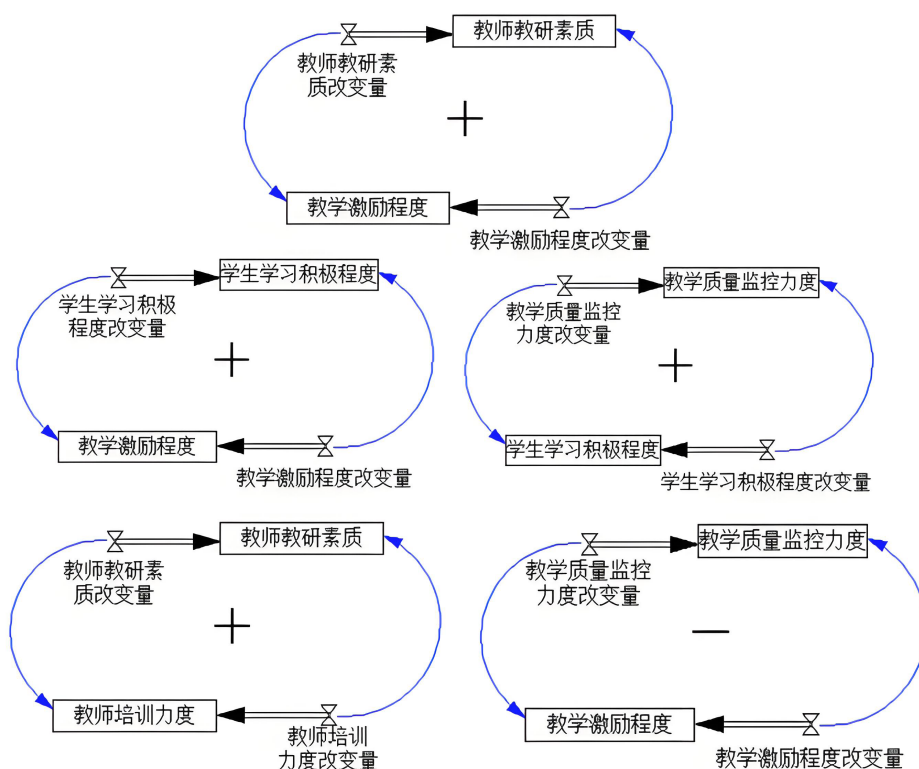 教师教研素质
教师教研素
质改变量
+
教学激励程度
教学激励程度改变量
学生学习积极程度
学生学习积极
程度改变量
+
教学激励程度
教学激励程度改变量
教学质量监控力度
教学质量监控
力度改变量
+
学生学习积极程度
学生学习积极程度改变量
教师教研素质
教师教研素
质改变量
+
教师培训力度
教师培训
力度改变量
教学质量监控力度
教学质量监控
力度改变量
—
教学激励程度
教学激励程度改变量